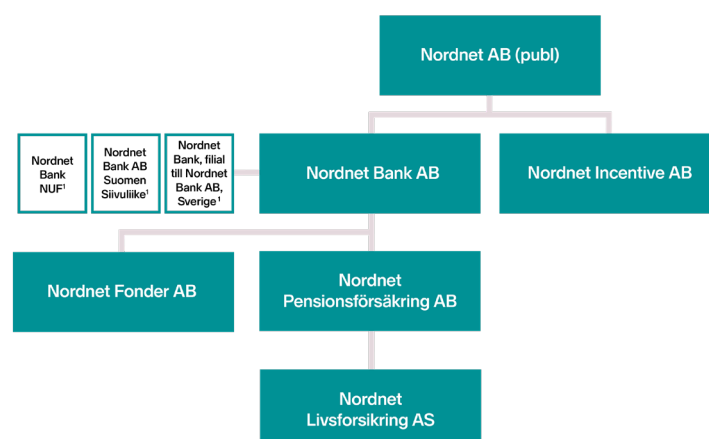 Nordnet AB (publ)
Nordnet
Bank
NUF¹
Nordnet
Bank AB
Suomen
Siivuliike¹
Nordnet
Bank, filial
till Nordnet
Bank AB,
Sverige¹
Nordnet Bank AB
Nordnet Incentive AB
Nordnet Fonder AB
Nordnet
Pensionsförsäkring AB
Nordnet
Livsforsikring AS